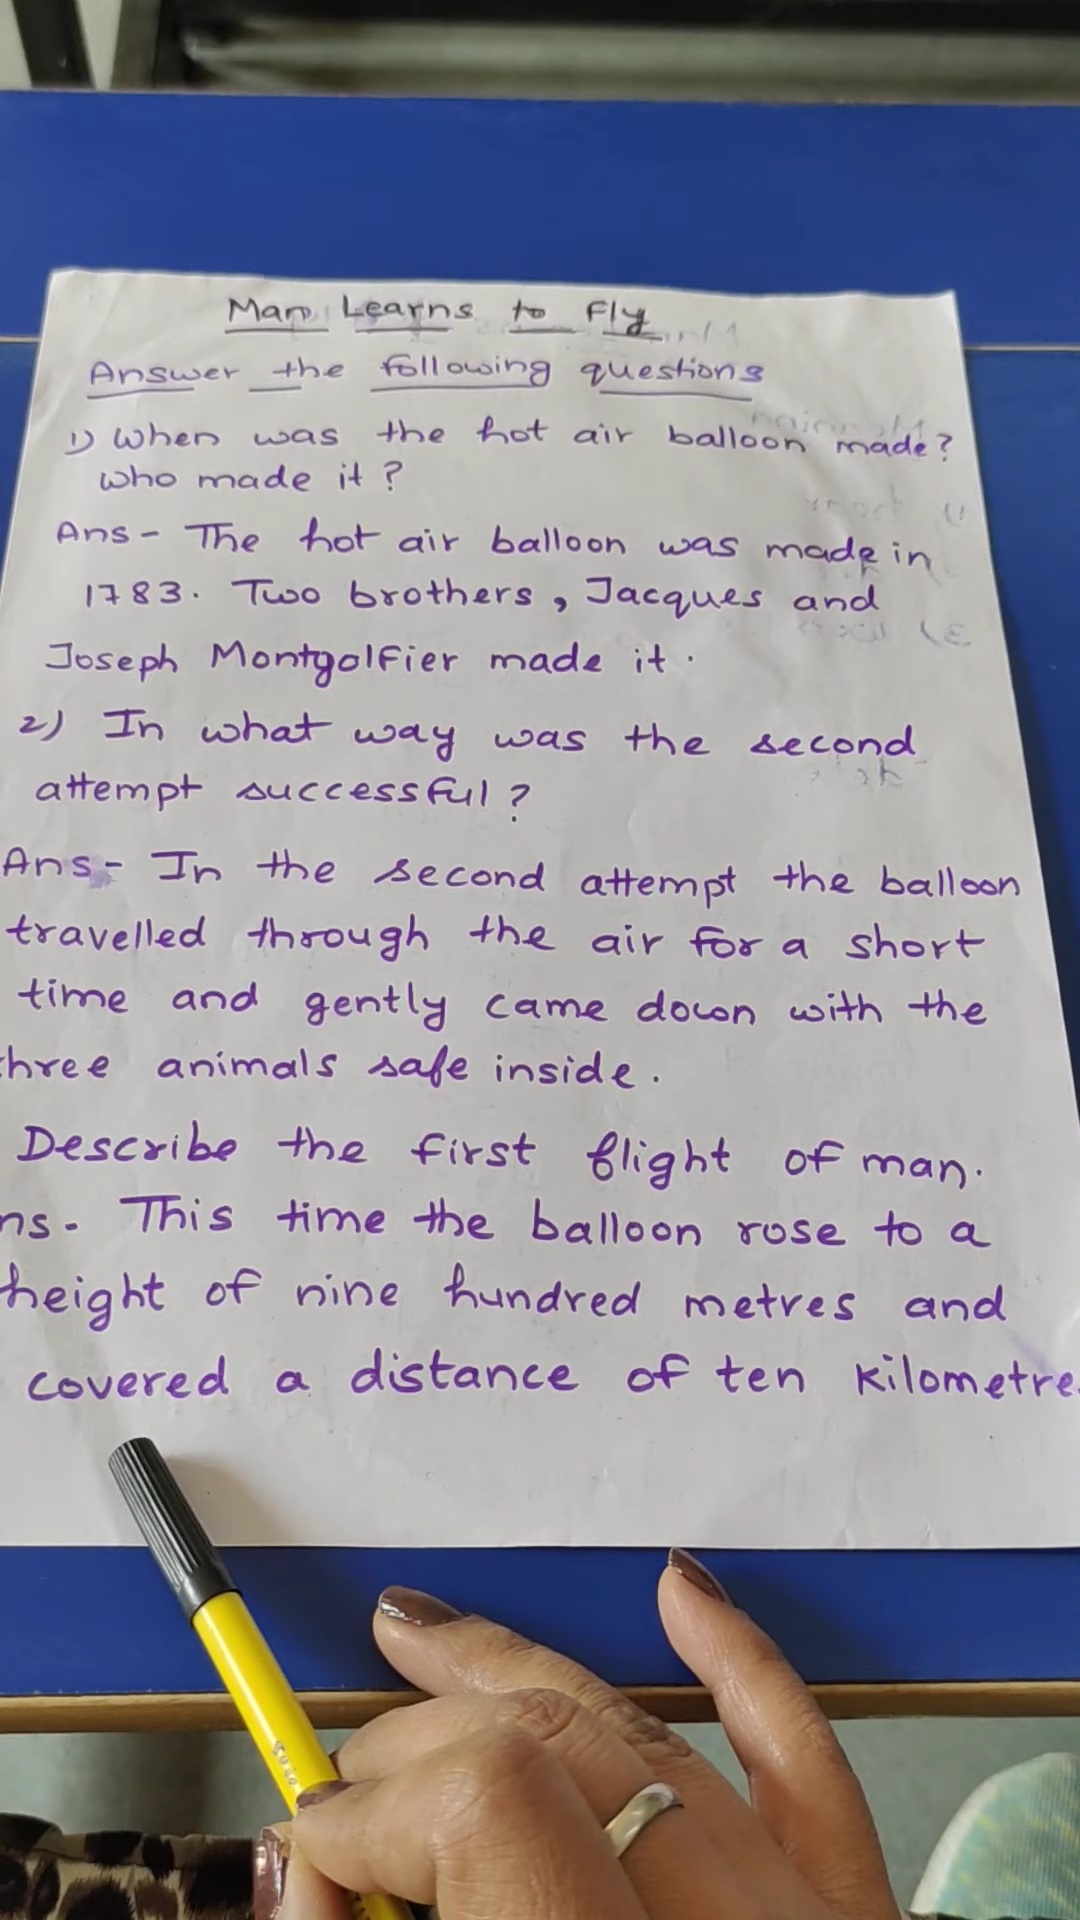 Man Learns to Fly
Answer the following questions
1) When was the hot air balloon made?
who made it?
Ans- The hot air balloon was made in
1783. Two brothers, Jacques and
Joseph Montgolfier made it.
2) In what way was the second
attempt successful?
Ans- In the second attempt the balloon
travelled through the air for a short
time and gently came down with the
three animals safe inside.
Describe the first flight of man.
ns. This time the balloon rose to a
height of nine hundred metres and
covered a distance of ten kilometre